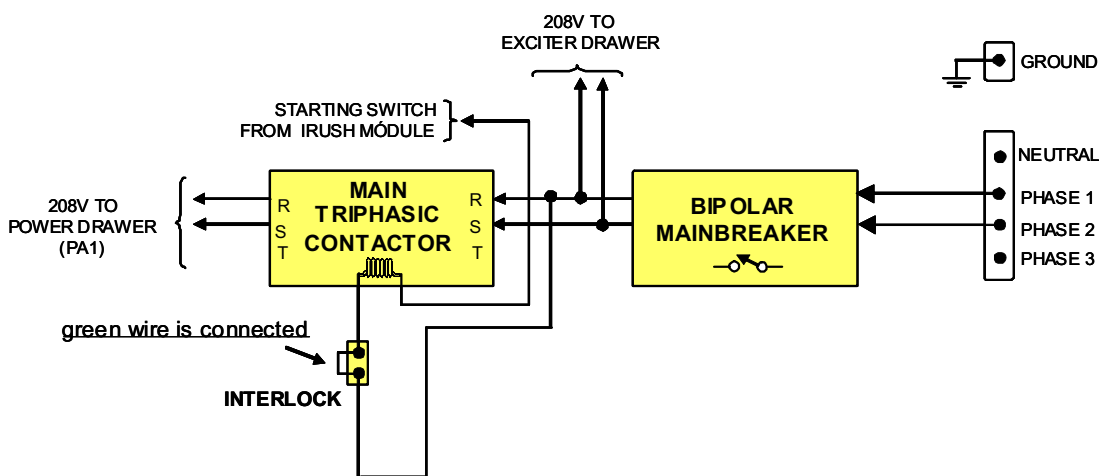 208V TO
EXCITER DRAWER
GROUND
STARTING SWITCH
FROM IRUSH MÓDULE
NEUTRAL
PHASE 1
PHASE 2
PHASE 3
208V TO
POWER DRAWER
(PA1)
R
S
T
MAIN
TRIPHASIC
CONTACTOR
R
S
T
BIPOLAR
MAINBREAKER
green wire is connected
INTERLOCK